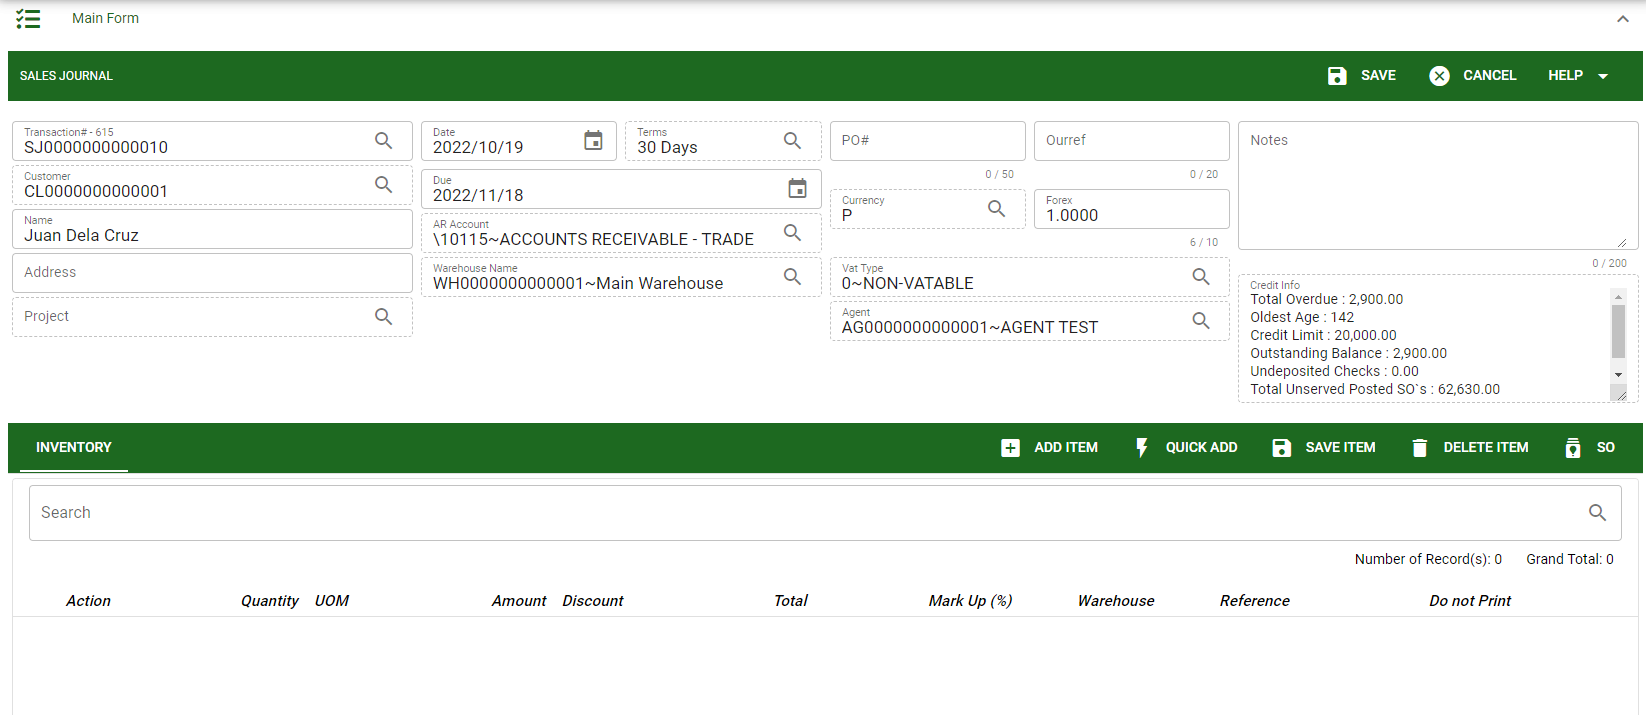 Main Form
SALES JOURNAL
SAVE
CANCEL
HELP
Transaction# - 615
SJ0000000000010
Customer
CL0000000000001
Name
Juan Dela Cruz
Address
Project
Date
2022/10/19
Terms
30 Days
Due
2022/11/18
AR Account
\10115~ACCOUNTS RECEIVABLE - TRADE
Warehouse Name
WH0000000000001~Main Warehouse
PO#
0 / 50
Ourref
0 / 20
Currency
P
Forex
1.0000
6 / 10
Vat Type
0~NON-VATABLE
Agent
AG0000000000001~AGENT TEST
Notes
0 / 200
Credit Info
Total Overdue : 2,900.00
Oldest Age : 142
Credit Limit : 20,000.00
Outstanding Balance : 2,900.00
Undeposited Checks : 0.00
Total Unserved Posted SO`s : 62,630.00
INVENTORY
ADD ITEM
QUICK ADD
SAVE ITEM
DELETE ITEM
SO
Search
Number of Record(s): 0 Grand Total: 0
Action Quantity UOM Amount Discount Total Mark Up (%) Warehouse Reference Do not Print